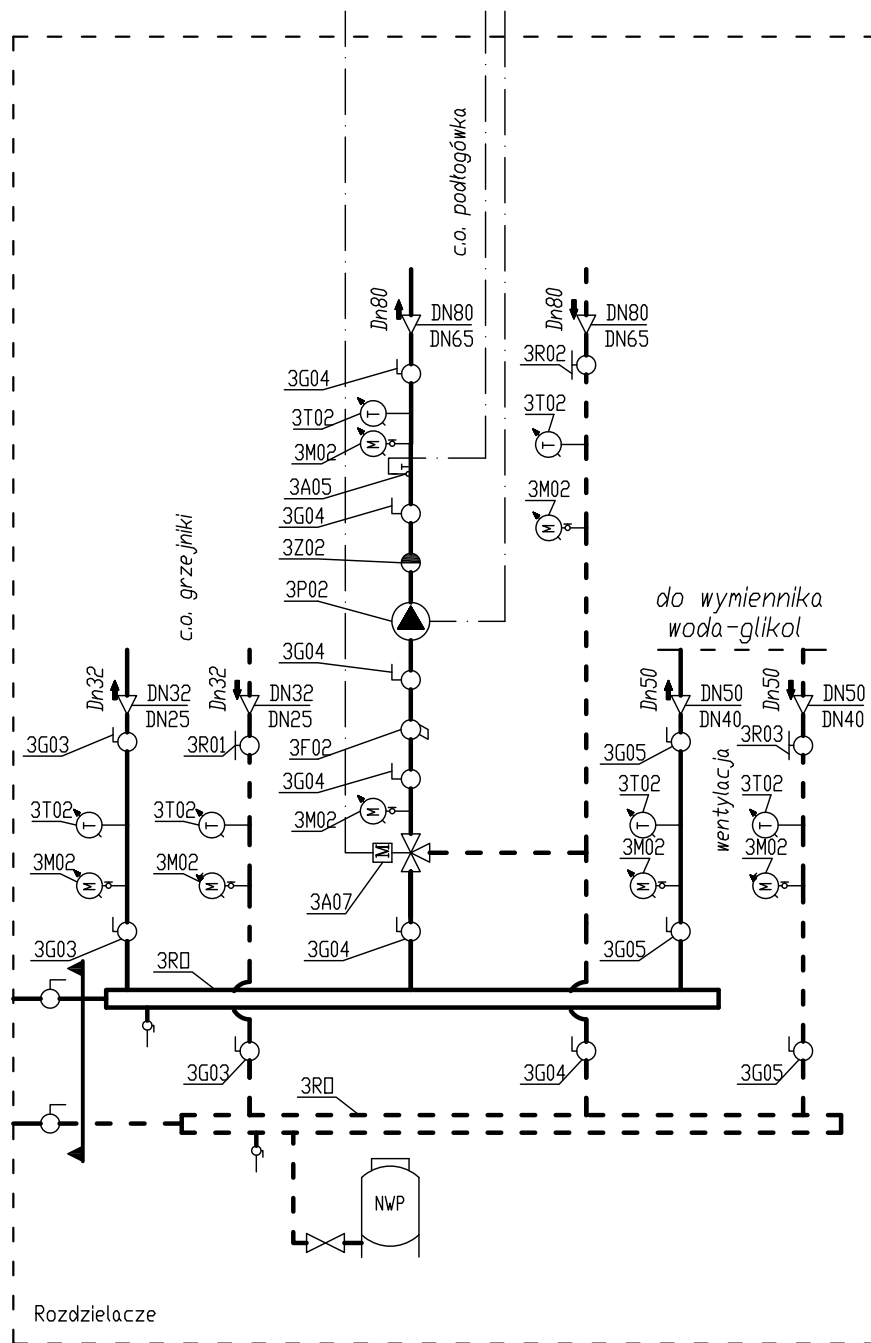 c.o. podłogówka
Dn80
DN80
DN65
Dn80
DN80
DN65
3R02
3G04
3T02
3T02
3M02
3A05
3M02
3G04
3Z02
3P02
c.o. grzejniki
do wymiennika
woda-glikol
3G04
Dn32
DN32
DN25
Dn32
DN32
DN25
Dn50
DN50
DN40
Dn50
DN50
DN40
3G03
3R01
3F02
3G05
3R03
wentylacja
3G04
3T02
3T02
3M02
3T02
3T02
3M02
3M02
3M02
3M02
3A07
3G03
3G04
3G05
3R
3G03
3G04
3G05
3R
NWP
Rozdzielacze
T
M
T
T
M
M
T
T
T
T
M
M
M
M
M